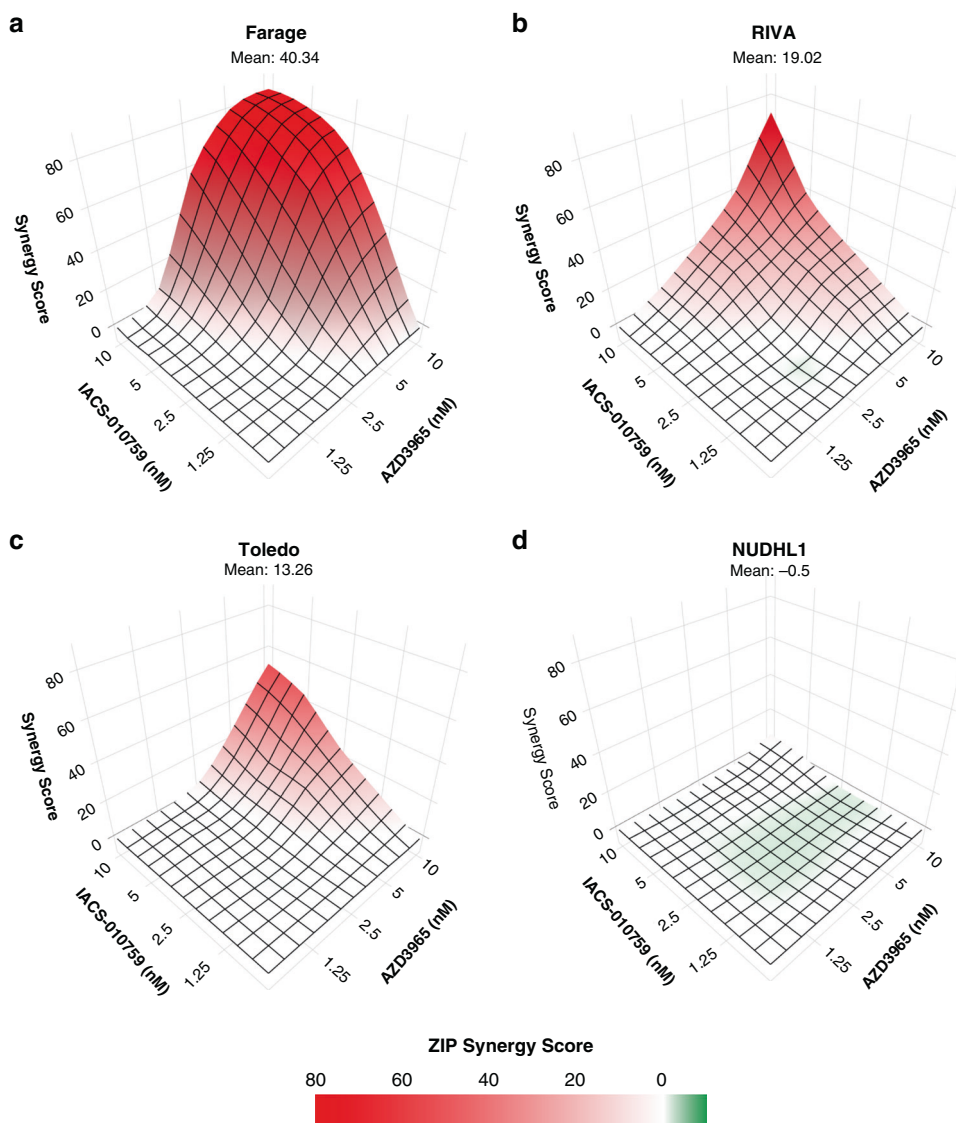 a
Farage
Mean: 40.34
80
60
40
20
0
Synergy Score
10
5
2.5
1.25
IACS-010759 (nM)
10
5
2.5
1.25
AZD3965 (nM)
b
RIVA
Mean: 19.02
80
60
40
20
0
Synergy Score
10
5
2.5
1.25
IACS-010759 (nM)
10
5
2.5
1.25
AZD3965 (nM)
c
Toledo
Mean: 13.26
80
60
40
20
0
Synergy Score
10
5
2.5
1.25
IACS-010759 (nM)
10
5
2.5
1.25
AZD3965 (nM)
d
NUDHL1
Mean: –0.5
80
60
40
20
0
Synergy Score
10
5
2.5
1.25
IACS-010759 (nM)
10
5
2.5
1.25
AZD3965 (nM)
ZIP Synergy Score
80 60 40 20 0